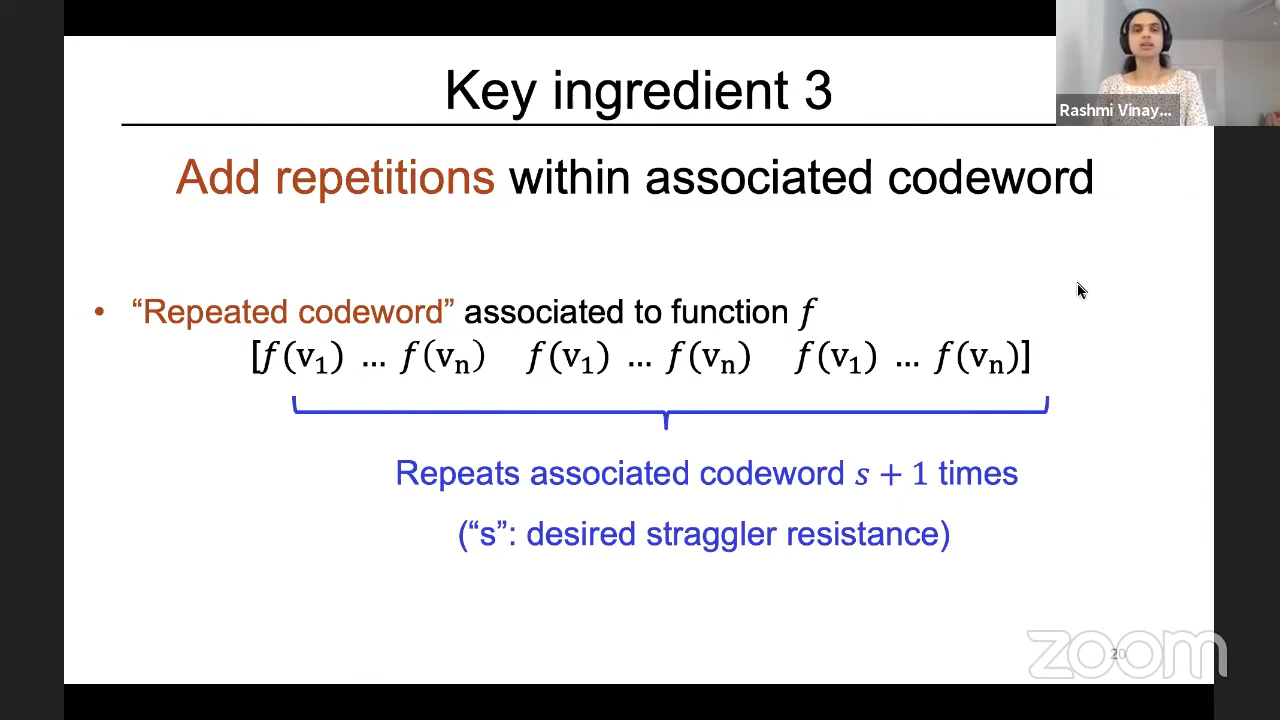 Key ingredient 3
Rashmi Vinay...
Add repetitions within associated codeword
• “Repeated codeword” associated to function f
[f(v₁) ... f(vₙ) f(v₁) ... f(vₙ) f(v₁) ... f(vₙ)]
Repeats associated codeword s + 1 times
(“s”: desired straggler resistance)
20
zoom